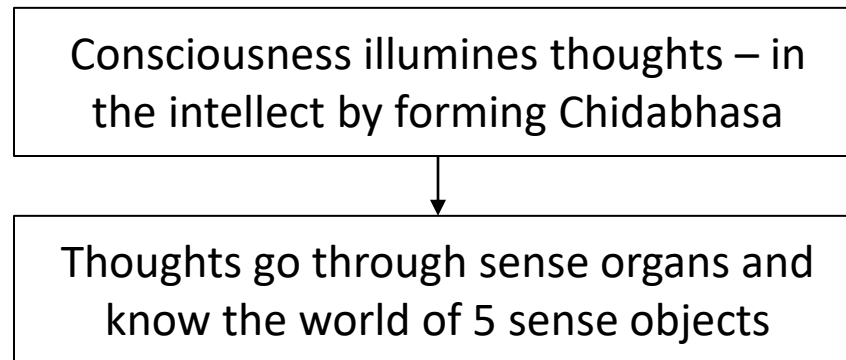 Consciousness illumines thoughts – in
the intellect by forming Chidabhasa
Thoughts go through sense organs and
know the world of 5 sense objects